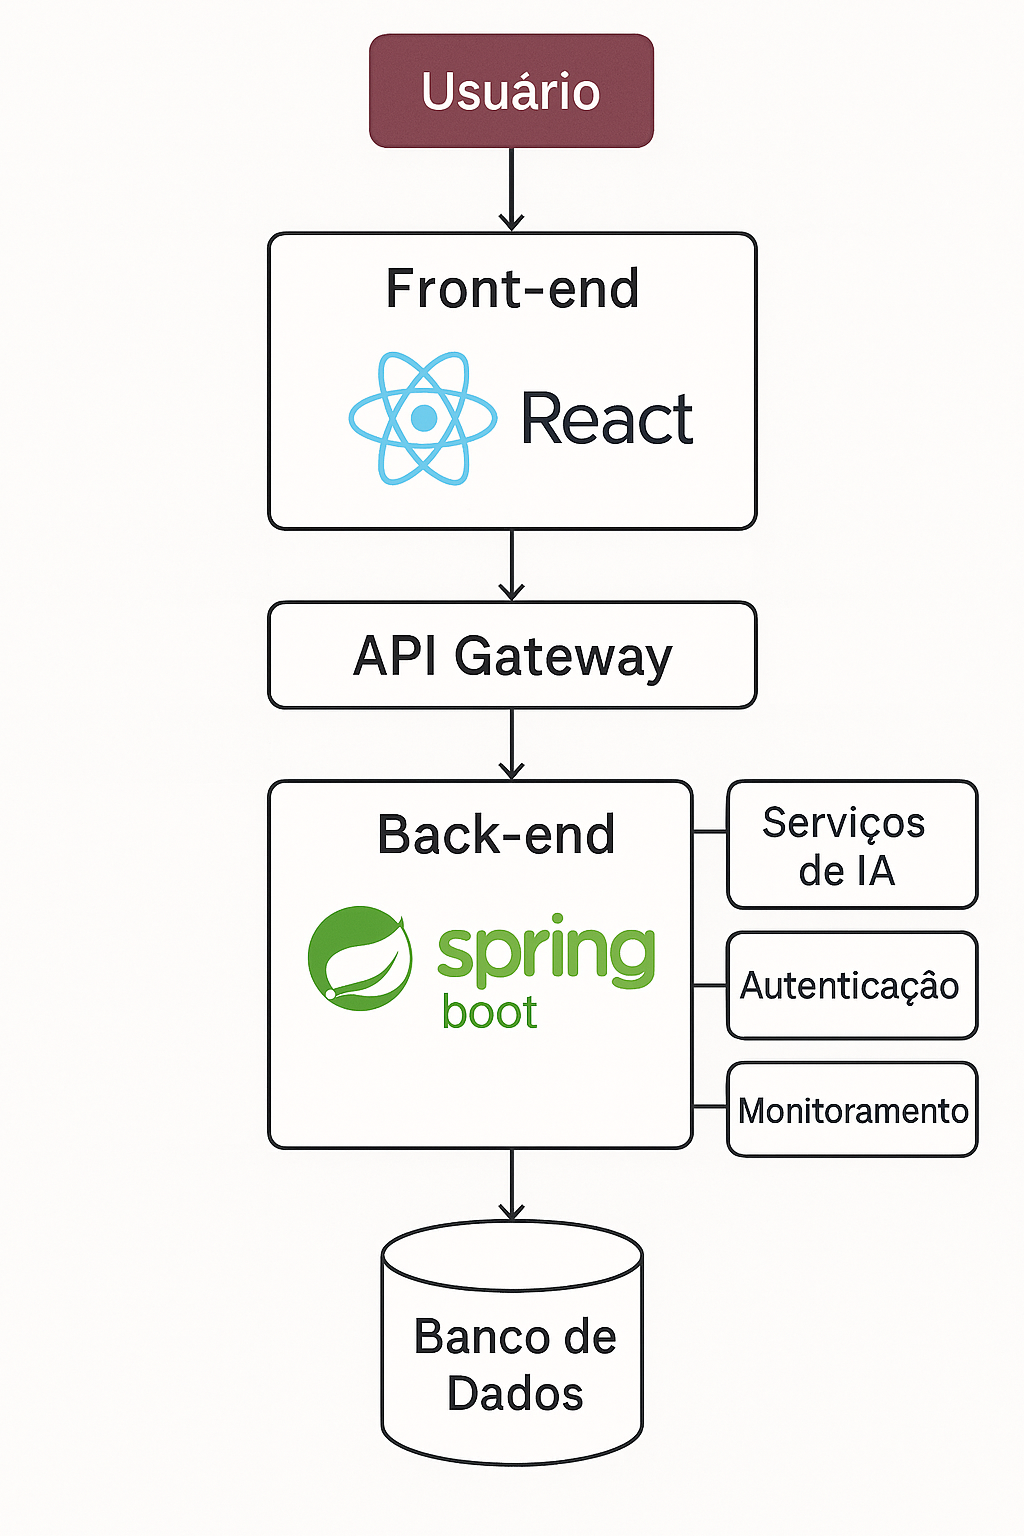 Usuário
Front-end
React
API Gateway
Back-end
spring
boot
Serviços
de IA
Autenticaçâo
Monitoramento
Banco de
Dados